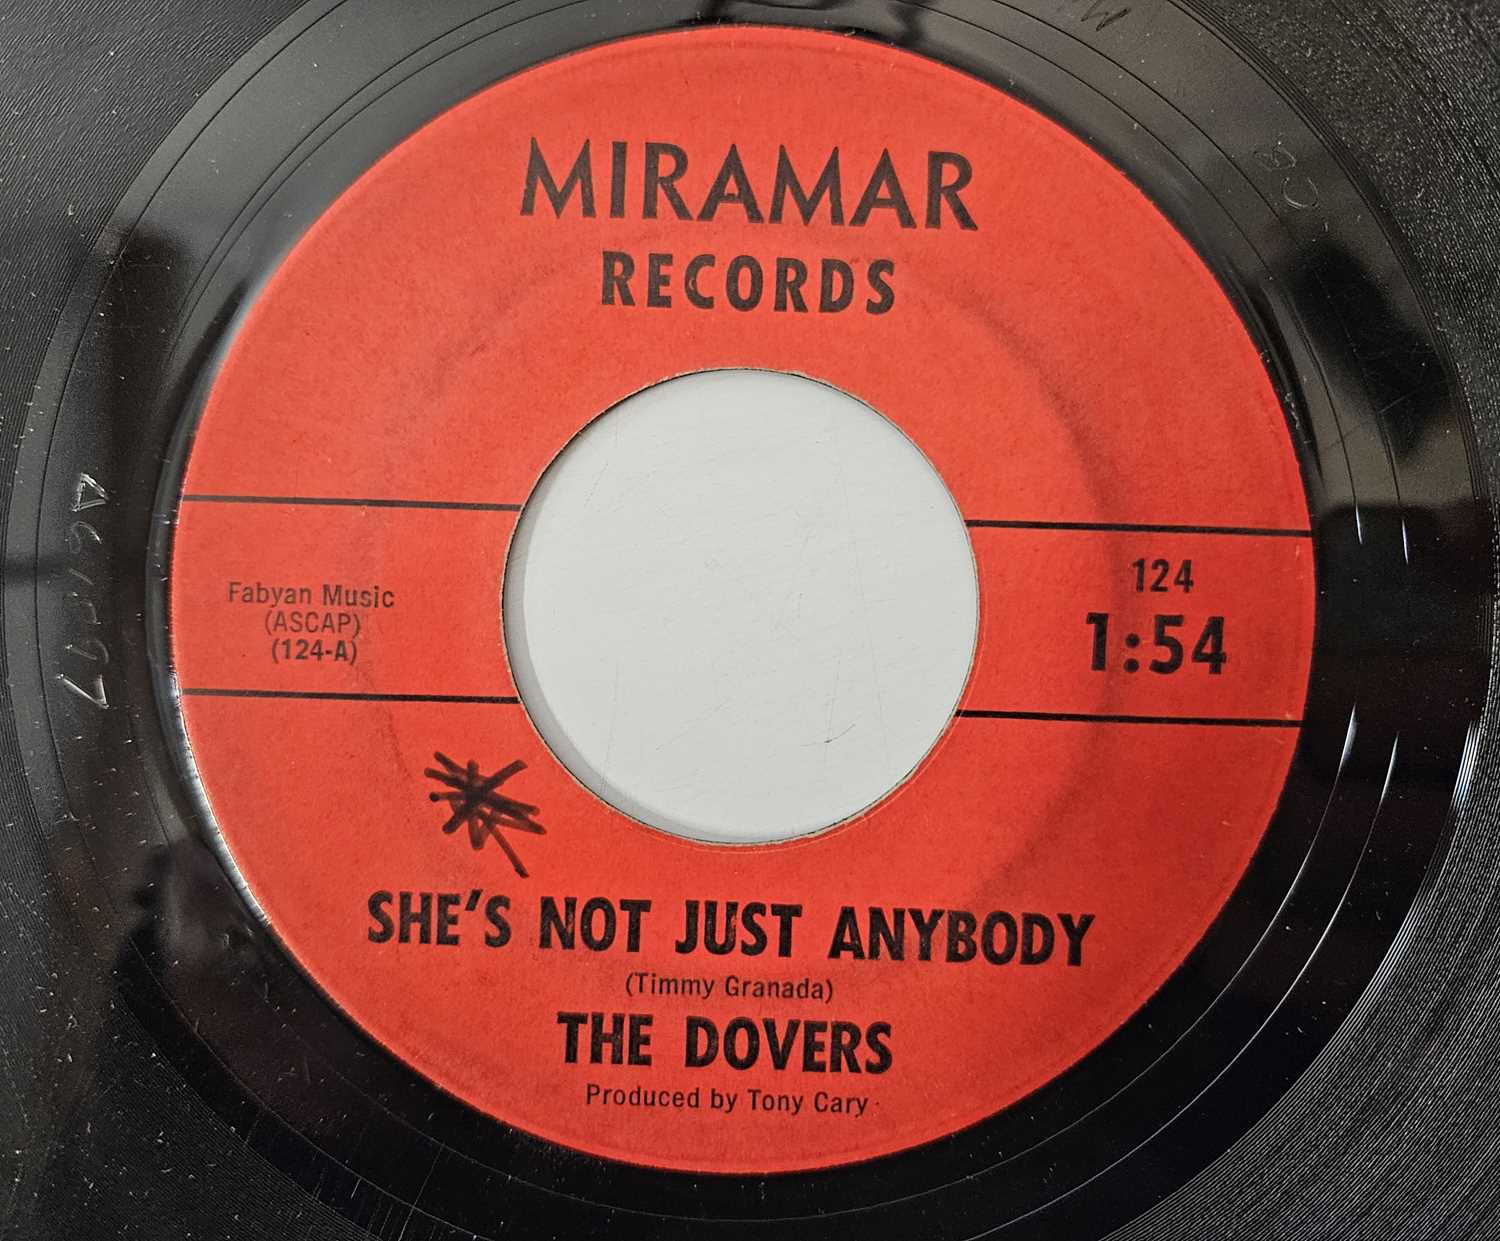 MIRAMAR
RECORDS
Fabyan Music
(ASCAP)
(124-A)
124
1:54
SHE'S NOT JUST ANYBODY
(Timmy Granada)
THE DOVERS
Produced by Tony Cary